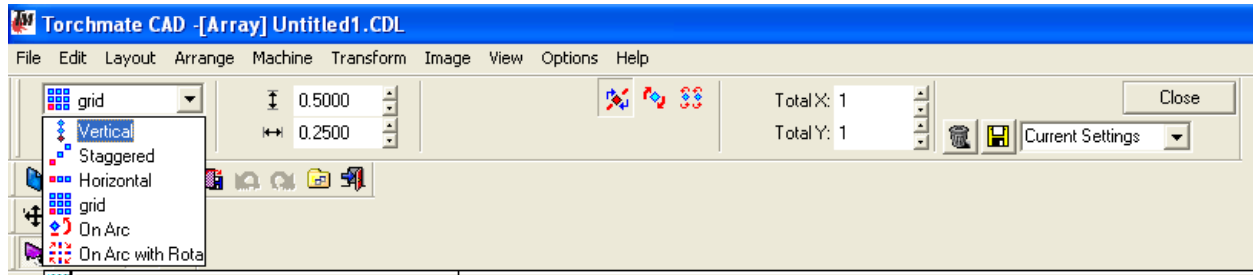 Torchmate CAD -[Array] Untitled1.CDL
File Edit Layout Arrange Machine Transform Image View Options Help
grid 0.5000 Total X: 1 Close
0.2500 Total Y: 1 Current Settings
Vertical
Staggered
Horizontal
grid
On Arc
On Arc with Rota